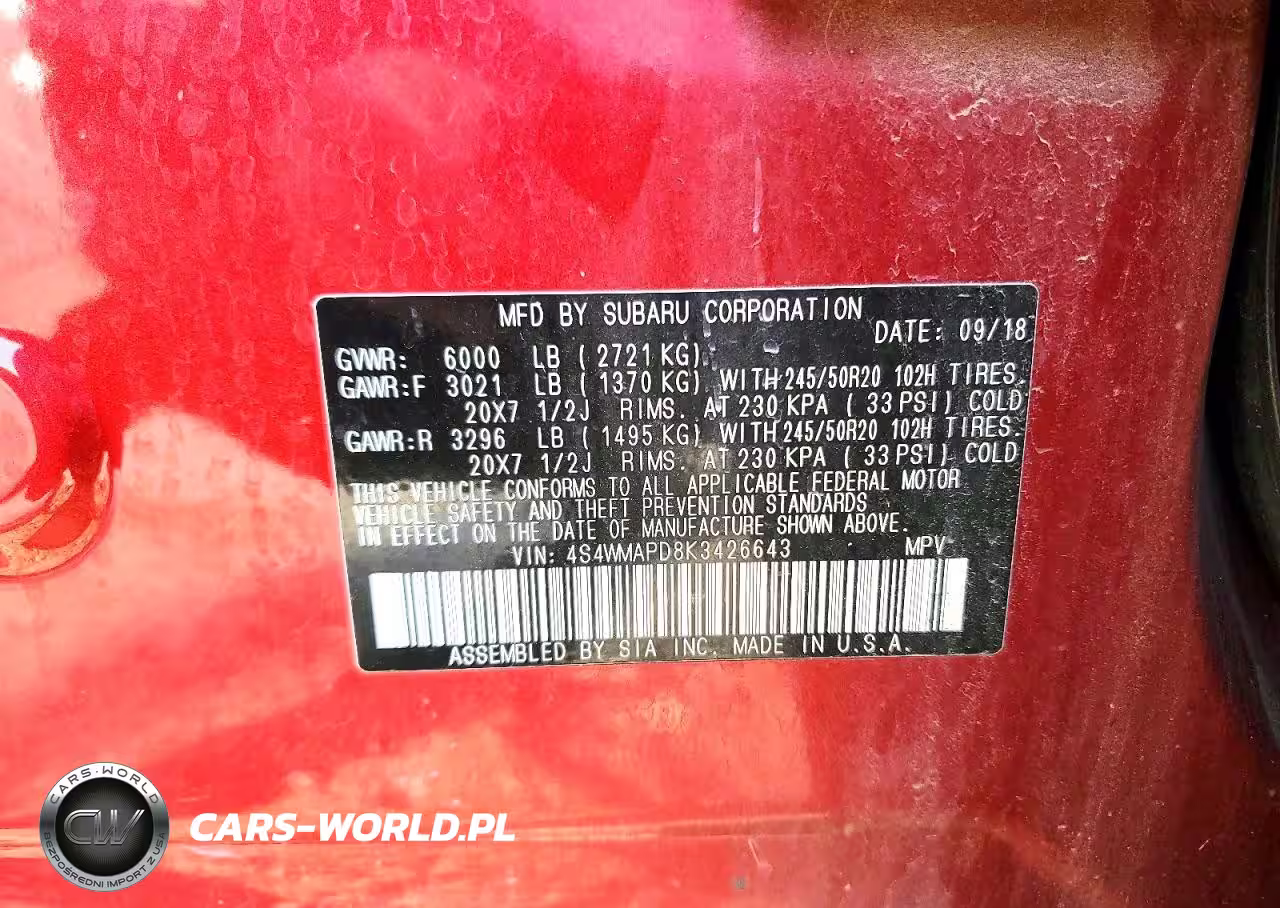 MFD BY SUBARU CORPORATION
DATE: 09/18
GVWR: 6000 LB ( 2721 KG)
GAWR:F 3021 LB ( 1370 KG) WITH 245/50R20 102H TIRES.
20X7 1/2J RIMS. AT 230 KPA ( 33 PSI) COLD
GAWR:R 3296 LB ( 1495 KG) WITH 245/50R20 102H TIRES.
20X7 1/2J RIMS. AT 230 KPA ( 33 PSI) COLD
THIS VEHICLE CONFORMS TO ALL APPLICABLE FEDERAL MOTOR
VEHICLE SAFETY AND THEFT PREVENTION STANDARDS
IN EFFECT ON THE DATE OF MANUFACTURE SHOWN ABOVE.
VIN: 4S4WMAPD8K3426643 MPV
ASSEMBLED BY SIA INC. MADE IN U.S.A.
CARS-WORLD
CW
BEZPOŚREDNI IMPORT Z USA
CARS-WORLD.PL